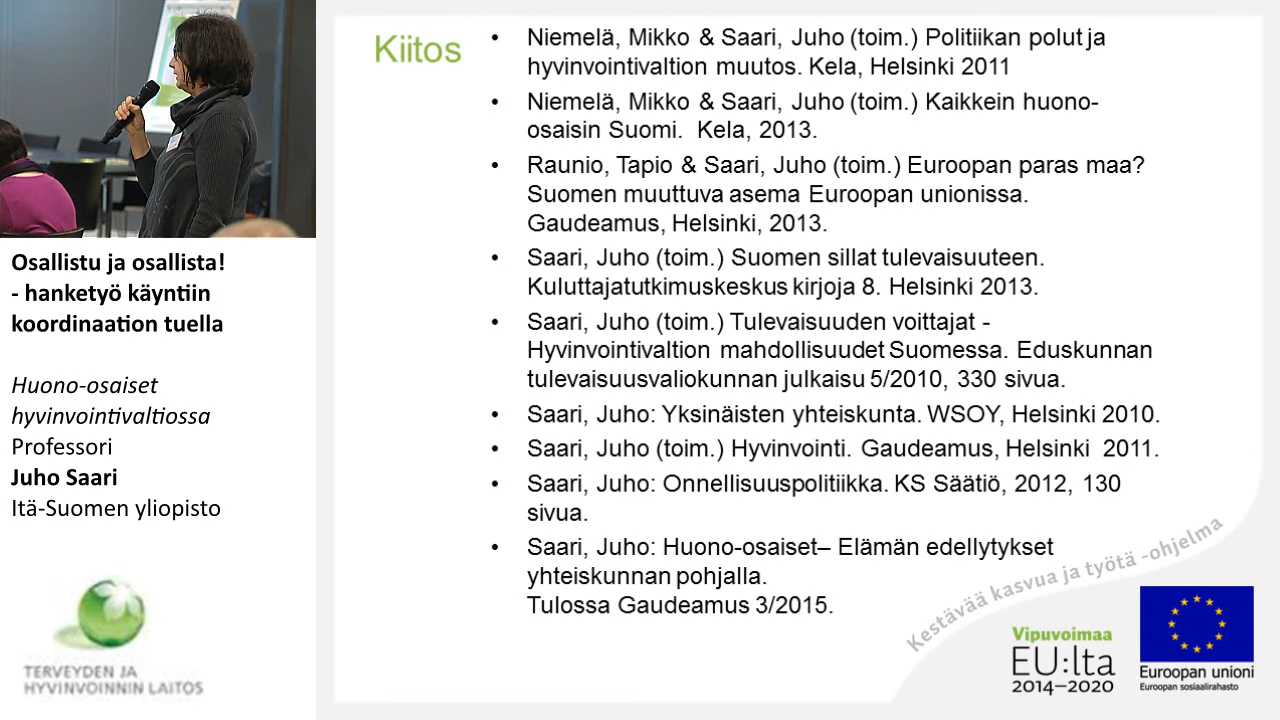 Osallistu ja osallista!
- hanketyö käyntiin
koordinaation tuella
Huono-osaiset
hyvinvointivaltiossa
Professori
Juho Saari
Itä-Suomen yliopisto
TERVEYDEN JA
HYVINVOINNIN LAITOS
Kiitos
• Niemelä, Mikko & Saari, Juho (toim.) Politiikan polut ja
hyvinvointivaltion muutos. Kela, Helsinki 2011
• Niemelä, Mikko & Saari, Juho (toim.) Kaikkein huono-
osaisin Suomi. Kela, 2013.
• Raunio, Tapio & Saari, Juho (toim.) Euroopan paras maa?
Suomen muuttuva asema Euroopan unionissa.
Gaudeamus, Helsinki, 2013.
• Saari, Juho (toim.) Suomen sillat tulevaisuuteen.
Kuluttajatutkimuskeskus kirjoja 8. Helsinki 2013.
• Saari, Juho (toim.) Tulevaisuuden voittajat -
Hyvinvointivaltion mahdollisuudet Suomessa. Eduskunnan
tulevaisuusvaliokunnan julkaisu 5/2010, 330 sivua.
• Saari, Juho: Yksinäisten yhteiskunta. WSOY, Helsinki 2010.
• Saari, Juho (toim.) Hyvinvointi. Gaudeamus, Helsinki 2011.
• Saari, Juho: Onnellisuuspolitiikka. KS Säätiö, 2012, 130
sivua.
• Saari, Juho: Huono-osaiset– Elämän edellytykset
yhteiskunnan pohjalla.
Tulossa Gaudeamus 3/2015.
Kestävää kasvua ja työtä -ohjelma
Vipuvoimaa
EU:lta
2014–2020
Euroopan unioni
Euroopan sosiaalirahasto